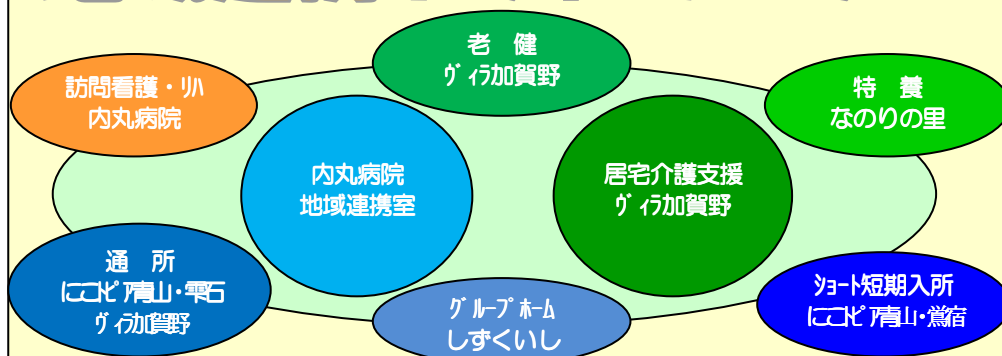 老　健
ヴィラ加賀野
訪問看護・リハ
内丸病院
特　養
なのりの里
内丸病院
地域連携室
居宅介護支援
ヴィラ加賀野
通　所
にこピア青山・雫石
ヴィラ加賀野
グループホーム
しずくいし
ショート短期入所
にこピア青山・鶯宿